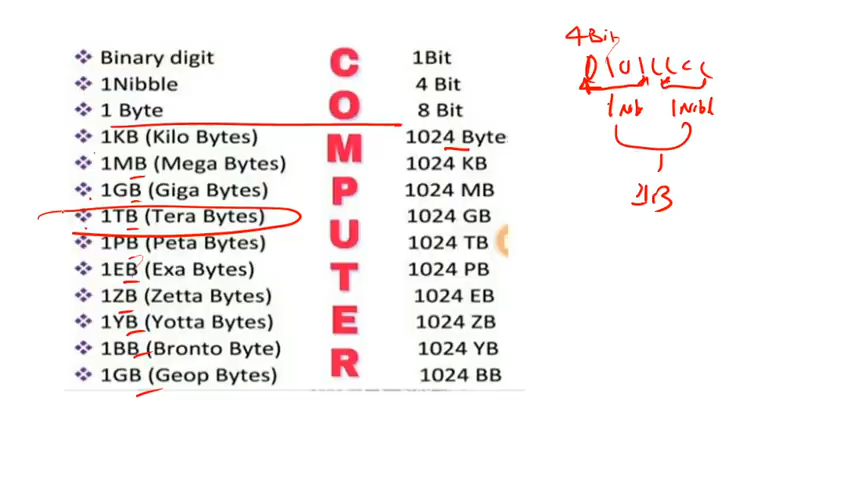 ❖ Binary digit 1Bit
❖ 1Nibble 4 Bit
❖ 1 Byte 8 Bit
❖ 1KB (Kilo Bytes) 1024 Bytes
❖ 1MB (Mega Bytes) 1024 KB
❖ 1GB (Giga Bytes) 1024 MB
❖ 1TB (Tera Bytes) 1024 GB
❖ 1PB (Peta Bytes) 1024 TB
❖ 1EB (Exa Bytes) 1024 PB
❖ 1ZB (Zetta Bytes) 1024 EB
❖ 1YB (Yotta Bytes) 1024 ZB
❖ 1BB (Bronto Byte) 1024 YB
❖ 1GB (Geop Bytes) 1024 BB
COMPUTER
4Bit
1B